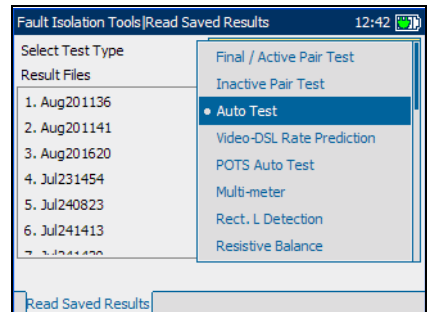 Fault Isolation Tools|Read Saved Results 12:42
Select Test Type
Result Files
1. Aug201136
2. Aug201141
3. Aug201620
4. Jul231454
5. Jul240823
6. Jul241413
Final / Active Pair Test
Inactive Pair Test
Auto Test
Video-DSL Rate Prediction
POTS Auto Test
Multi-meter
Rect. L Detection
Resistive Balance
Read Saved Results